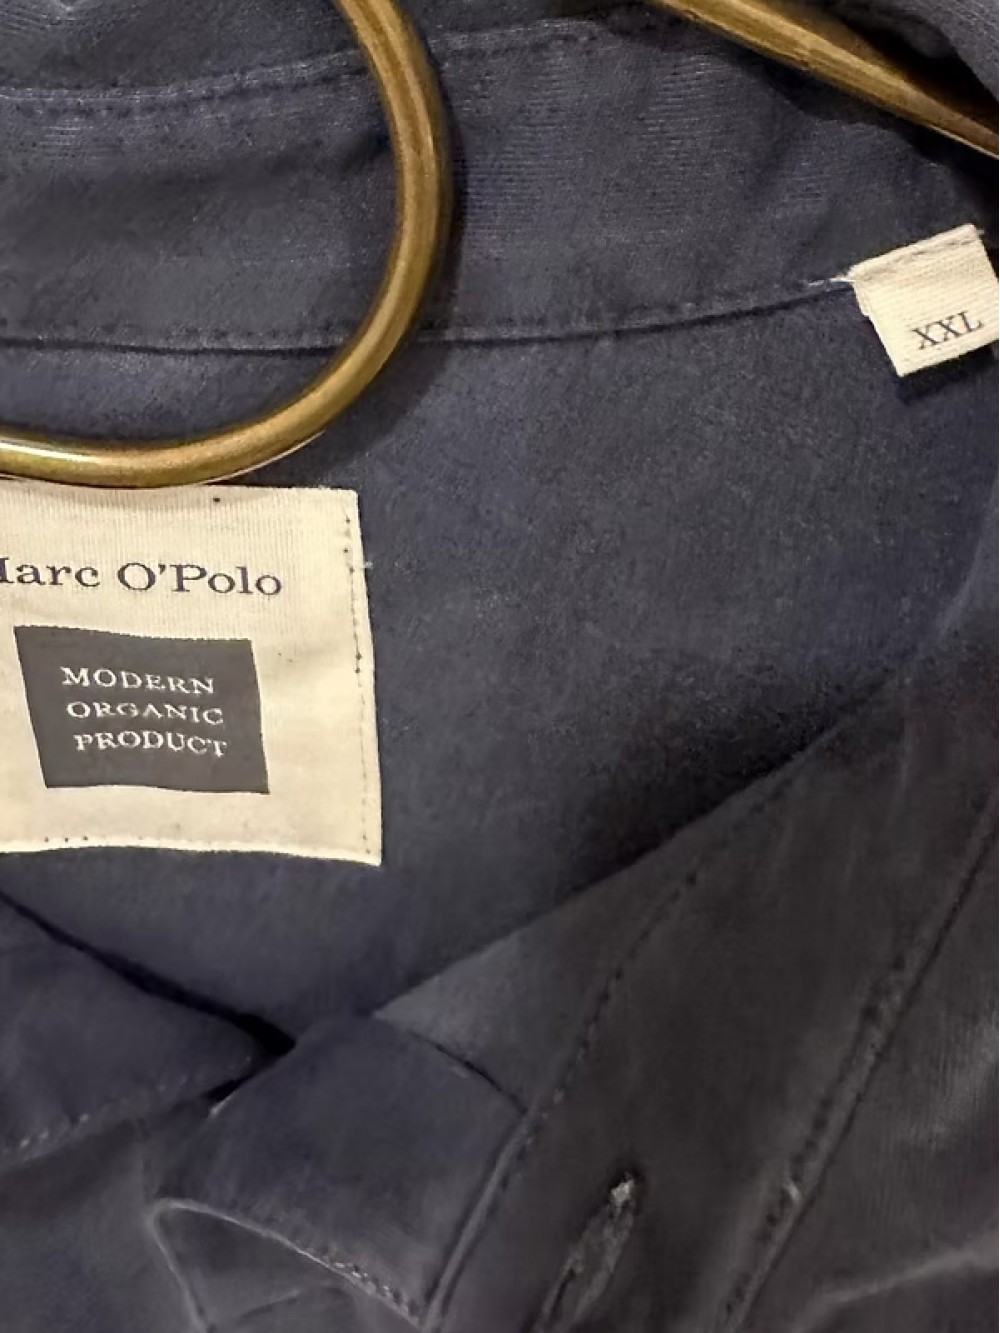 XXL
Marc O'Polo
MODERN
ORGANIC
PRODUCT